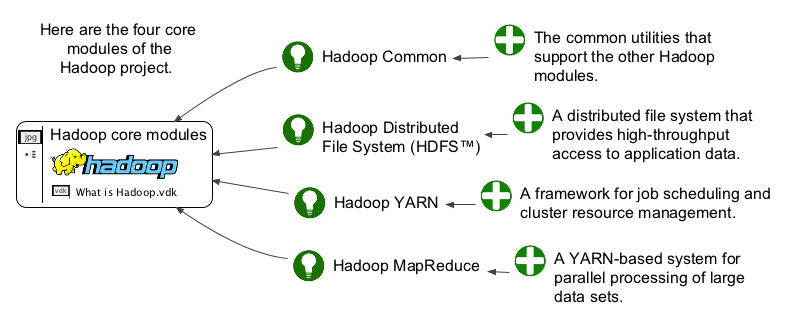 Here are the four core
modules of the
Hadoop project.
Hadoop Common
The common utilities that
support the other Hadoop
modules.
jpg
Hadoop core modules
hadoop
vdk
What is Hadoop.vdk
Hadoop Distributed
File System (HDFS™)
A distributed file system that
provides high-throughput
access to application data.
Hadoop YARN
A framework for job scheduling and
cluster resource management.
Hadoop MapReduce
A YARN-based system for
parallel processing of large
data sets.